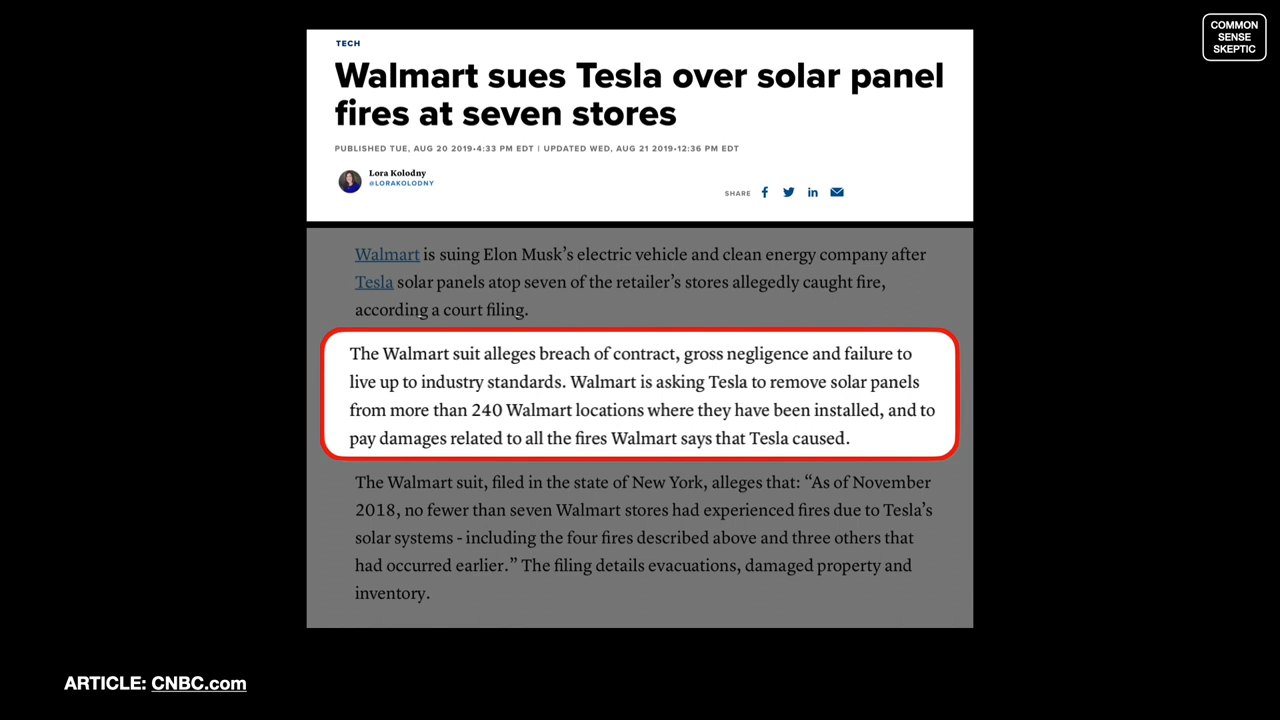 COMMON
SENSE
SKEPTIC
TECH
Walmart sues Tesla over solar panel
fires at seven stores
PUBLISHED TUE, AUG 20 2019•4:33 PM EDT | UPDATED WED, AUG 21 2019•12:36 PM EDT
Lora Kolodny
@LORAKOLODNY
SHARE
Walmart is suing Elon Musk’s electric vehicle and clean energy company after
Tesla solar panels atop seven of the retailer’s stores allegedly caught fire,
according a court filing.
The Walmart suit alleges breach of contract, gross negligence and failure to
live up to industry standards. Walmart is asking Tesla to remove solar panels
from more than 240 Walmart locations where they have been installed, and to
pay damages related to all the fires Walmart says that Tesla caused.
The Walmart suit, filed in the state of New York, alleges that: “As of November
2018, no fewer than seven Walmart stores had experienced fires due to Tesla’s
solar systems - including the four fires described above and three others that
had occurred earlier.” The filing details evacuations, damaged property and
inventory.
ARTICLE: CNBC.com